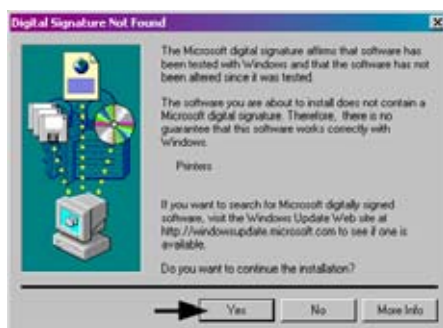 Digital Signature Not Found
The Microsoft digital signature affirms that software has
been tested with Windows and that the software has not
been altered since it was tested.
The software you are about to install does not contain a
Microsoft digital signature. Therefore, there is no
guarantee that this software works correctly with
Windows.
Printers
If you want to search for Microsoft digitally signed
software, visit the Windows Update Web site at
http://windowsupdate.microsoft.com to see if one is
available.
Do you want to continue the installation?
Yes No More Info